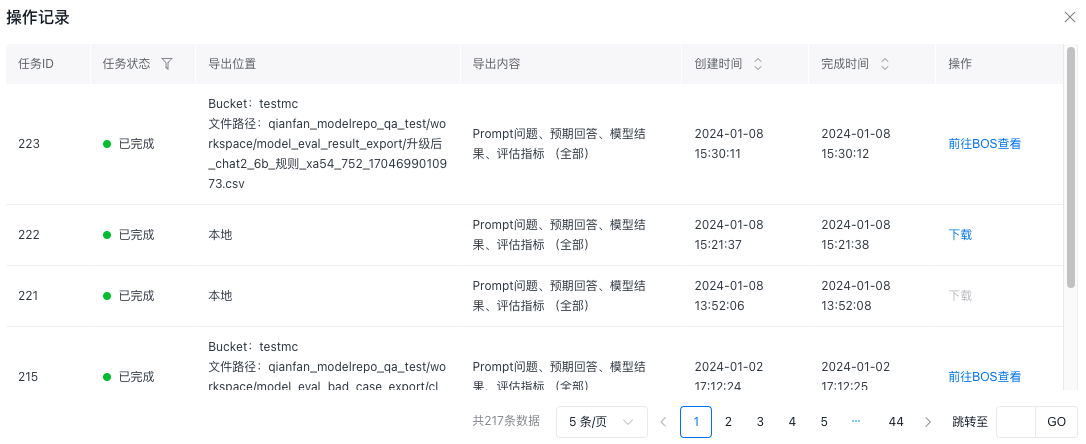 操作记录
任务ID 任务状态 导出位置 导出内容 创建时间 完成时间 操作
Bucket：testmc
文件路径：qianfan_modelrepo_qa_test/wo
rkspace/model_eval_result_export/升级后
_chat2_6b_规则_xa54_752_17046990109
73.csv
223 已完成 Prompt问题、预期回答、模型结
果、评估指标 （全部） 2024-01-08
15:30:11 2024-01-08
15:30:12 前往BOS查看
222 已完成 本地 Prompt问题、预期回答、模型结
果、评估指标 （全部） 2024-01-08
15:21:37 2024-01-08
15:21:38 下载
221 已完成 本地 Prompt问题、预期回答、模型结
果、评估指标 （全部） 2024-01-08
13:52:06 2024-01-08
13:52:08 下载
Bucket：testmc
文件路径：qianfan_modelrepo_qa_test/wo
rkspace/model_eval_bad_case_export/cl
215 已完成 Prompt问题、预期回答、模型结
果、评估指标 （全部） 2024-01-02
17:12:24 2024-01-02
17:12:25 前往BOS查看
共217条数据 5 条/页 1 2 3 4 5 ··· 44 跳转至 GO